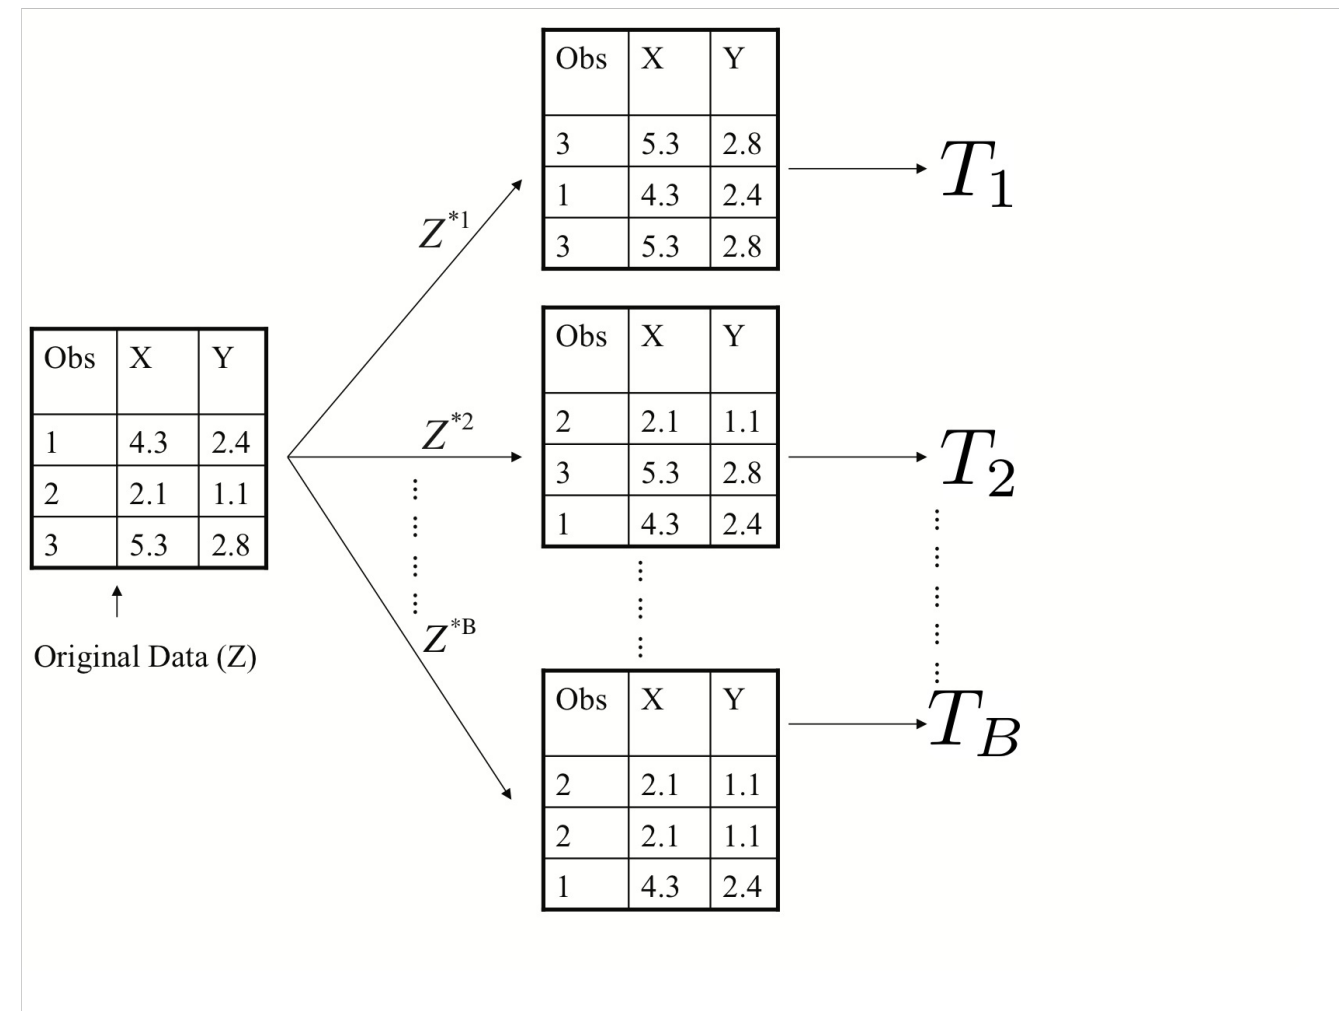 Obs X Y
3 5.3 2.8
1 4.3 2.4
3 5.3 2.8
T₁
Z*¹
Obs X Y
1 4.3 2.4
2 2.1 1.1
3 5.3 2.8
Original Data (Z)
Z*²
Obs X Y
2 2.1 1.1
3 5.3 2.8
1 4.3 2.4
T₂
Z*ᴮ
Obs X Y
2 2.1 1.1
2 2.1 1.1
1 4.3 2.4
T_B